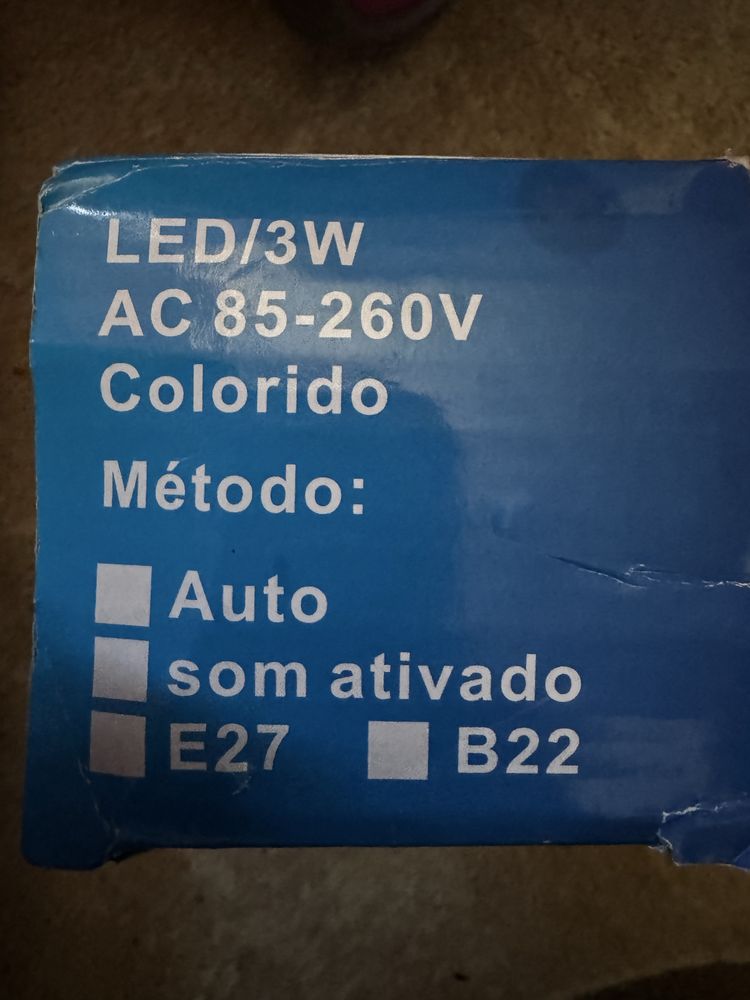 LED/3W
AC 85-260V
Colorido
Método:
Auto
som ativado
E27 B22